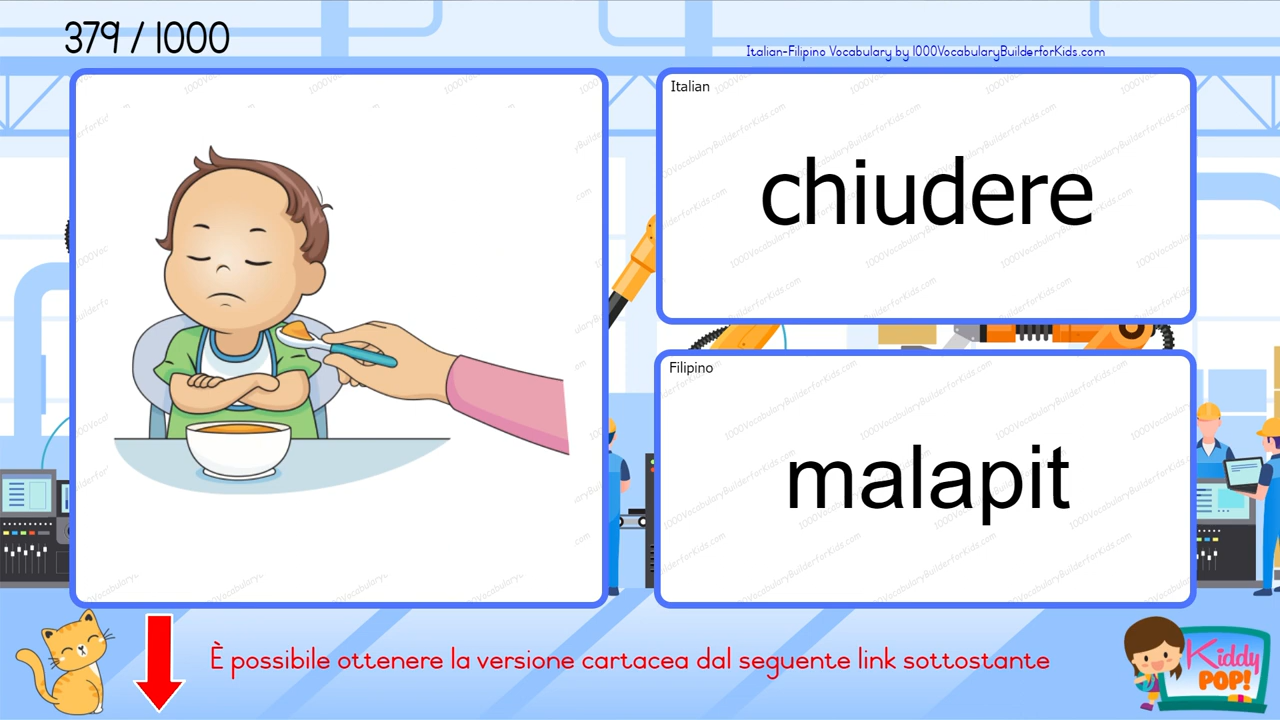 379 / 1000
Italian-Filipino Vocabulary by 1000VocabularyBuilderforKids.com
Italian
chiudere
Filipino
malapit
È possibile ottenere la versione cartacea dal seguente link sottostante
Kiddy
POP!